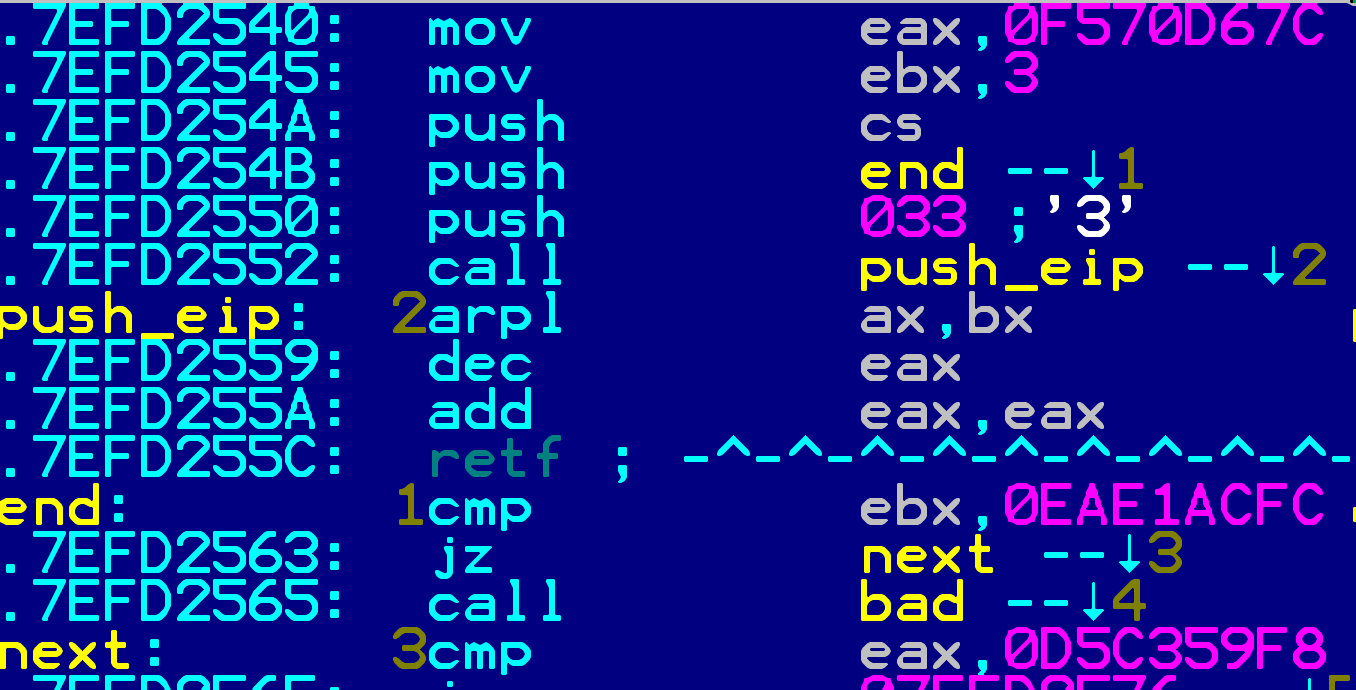 .7EFD2540: mov eax,0F570D67C
.7EFD2545: mov ebx,3
.7EFD254A: push cs
.7EFD254B: push end --↓1
.7EFD2550: push 033 ;'3'
.7EFD2552: call push_eip --↓2
push_eip: 2arpl ax,bx
.7EFD2559: dec eax
.7EFD255A: add eax,eax
.7EFD255C: retf ; -^-^-^-^-^-^-^-^-^-
end: 1cmp ebx,0EAE1ACFC
.7EFD2563: jz next --↓3
.7EFD2565: call bad --↓4
next: 3cmp eax,0D5C359F8